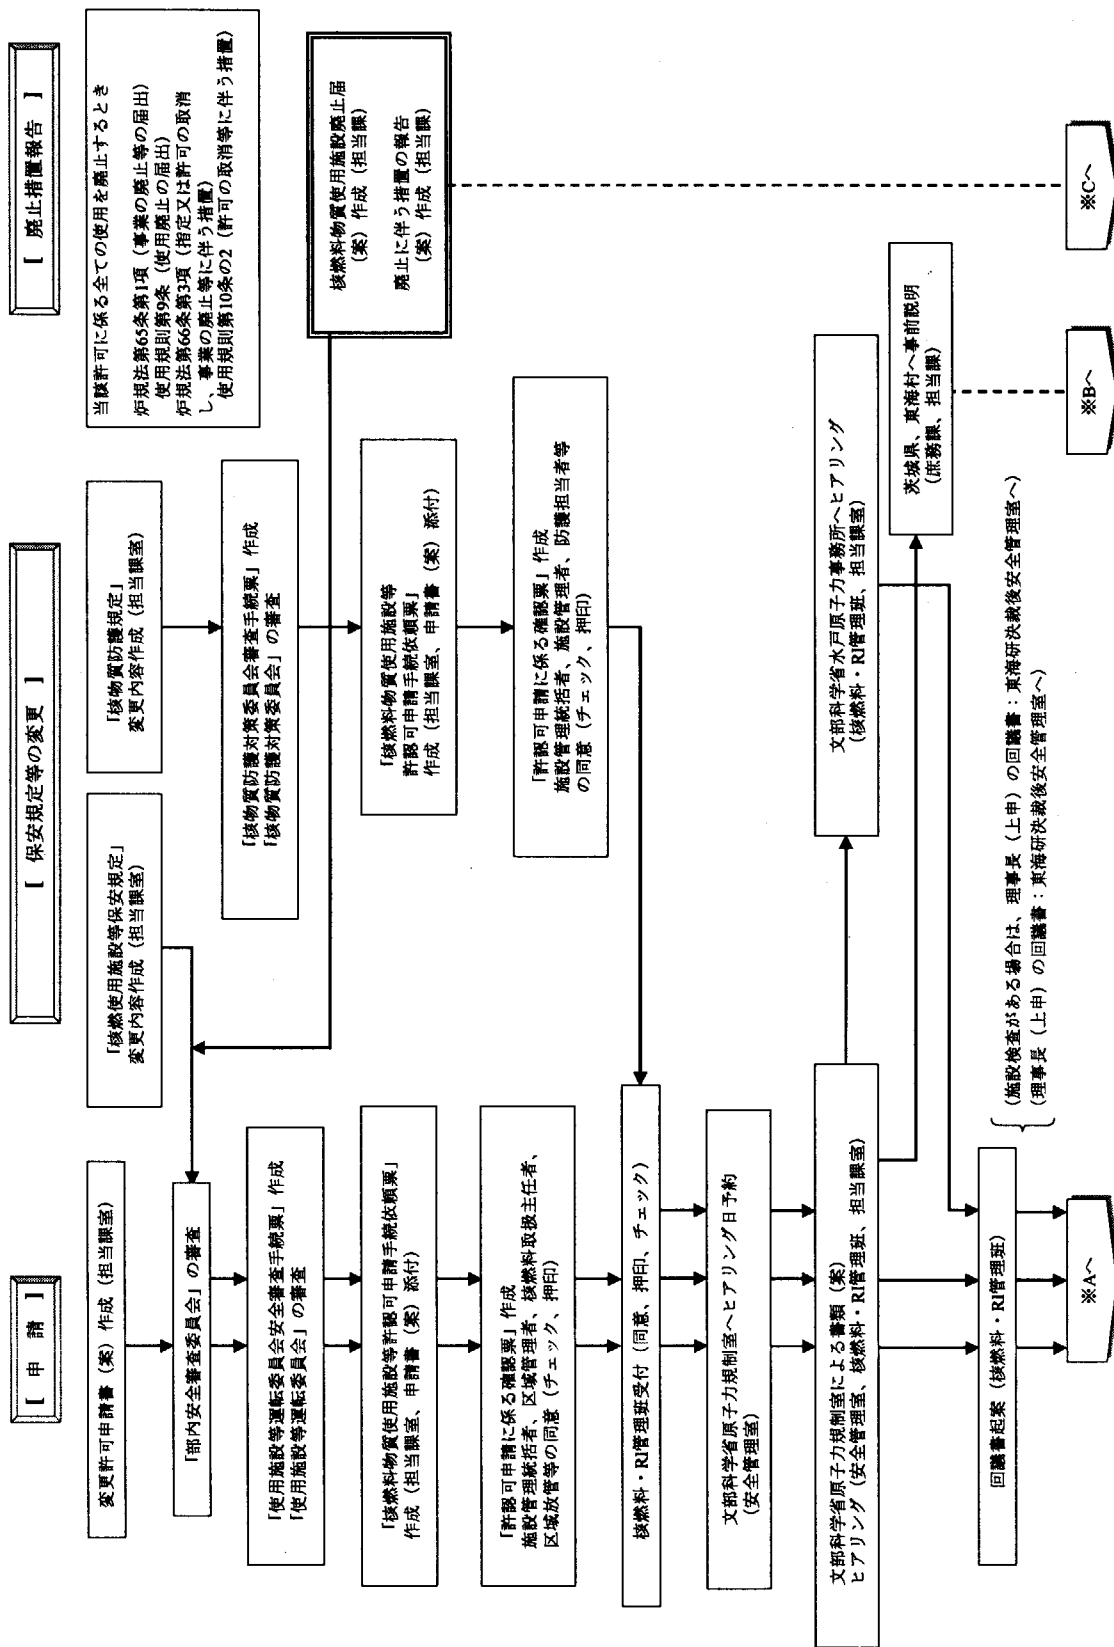 [ 申 請 ]
変更許可申請書（案）作成（担当課室）
「部内安全審査委員会」の審査
「使用施設等運転委員会安全審査手続票」作成
「使用施設等運転委員会」の審査
「核燃料物質使用施設等許認可申請手続依頼票」
作成（担当課室、申請書（案）添付）
「許認可申請に係る確認票」作成
施設管理統括者、区域管理者、核燃料取扱主任者、
区域放管等の同意（チェック、押印）
核燃料・RI管理班受付（同意、押印、チェック）
文部科学省原子力規制室へヒアリング日予約
（安全管理室）
文部科学省原子力規制室による書類（案）
ヒアリング（安全管理室、核燃料・RI管理班、担当課室）
回議書起案（核燃料・RI管理班）
※Aへ
[ 保安規定等の変更 ]
「核燃使用施設等保安規定」
変更内容作成（担当課室）
「核物質防護規定」
変更内容作成（担当課室）
「核物質防護対策委員会審査手続票」作成
「核物質防護対策委員会」の審査
「核燃料物質使用施設等
許認可申請手続依頼票」
作成（担当課室、申請書（案）添付）
「許認可申請に係る確認票」作成
施設管理統括者、施設管理者、防護担当者等
の同意（チェック、押印）
文部科学省水戸原子力事務所へヒアリング
（核燃料・RI管理班、担当課室）
茨城県、東海村へ事前説明
（庶務課、担当課）
（施設検査がある場合は、理事長（上申）の回議書：東海研決裁後安全管理室へ）
（理事長（上申）の回議書：東海研決裁後安全管理室へ）
※Bへ
[ 廃止措置報告 ]
当該許可に係る全ての使用を廃止するとき
炉規法第65条第1項（事業の廃止等の届出）
使用規則第9条（使用廃止の届出）
炉規法第66条第3項（指定又は許可の取消
し、事業の廃止等に伴う措置）
使用規則第10条の2（許可の取消等に伴う措置）
核燃料物質使用施設廃止届
（案）作成（担当課）
廃止に伴う措置の報告
（案）作成（担当課）
※Cへ